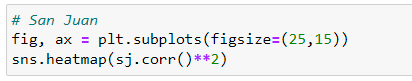 # San Juan
fig, ax = plt.subplots(figsize=(25,15))
sns.heatmap(sj.corr()**2)